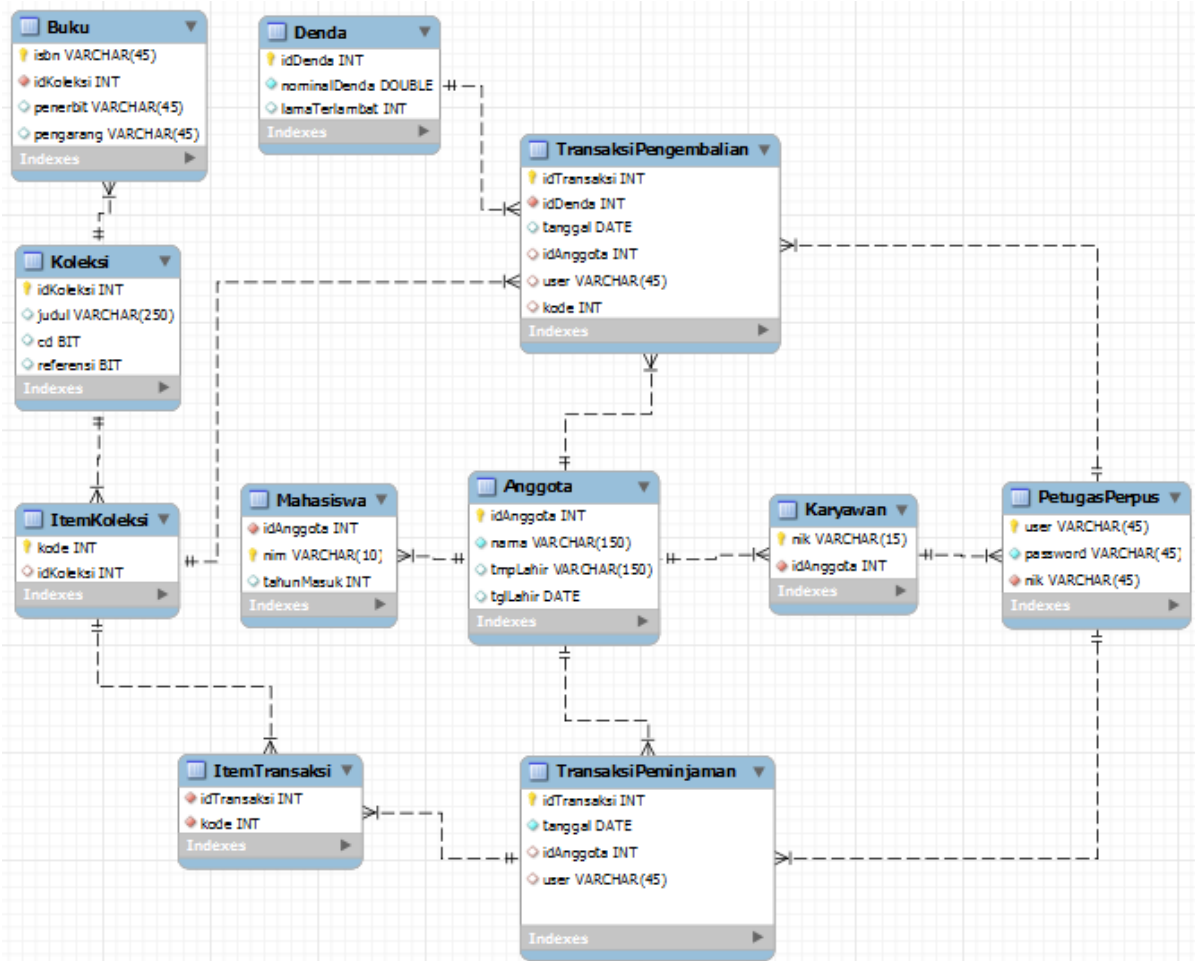 Buku
isbn VARCHAR(45)
idKoleksi INT
penerbit VARCHAR(45)
pengarang VARCHAR(45)
Indexes
Denda
idDenda INT
nominalDenda DOUBLE
lamaTerlambat INT
Indexes
TransaksiPengembalian
idTransaksi INT
idDenda INT
tanggal DATE
idAnggota INT
user VARCHAR(45)
kode INT
Indexes
Koleksi
idKoleksi INT
judul VARCHAR(250)
cd BIT
referensi BIT
Indexes
ItemKoleksi
kode INT
idKoleksi INT
Indexes
Mahasiswa
idAnggota INT
nim VARCHAR(10)
tahunMasuk INT
Indexes
Anggota
idAnggota INT
nama VARCHAR(150)
tmpLahir VARCHAR(150)
tglLahir DATE
Indexes
Karyawan
nik VARCHAR(15)
idAnggota INT
Indexes
PetugasPerpus
user VARCHAR(45)
password VARCHAR(45)
nik VARCHAR(45)
Indexes
ItemTransaksi
idTransaksi INT
kode INT
Indexes
TransaksiPeminjaman
idTransaksi INT
tanggal DATE
idAnggota INT
user VARCHAR(45)
Indexes